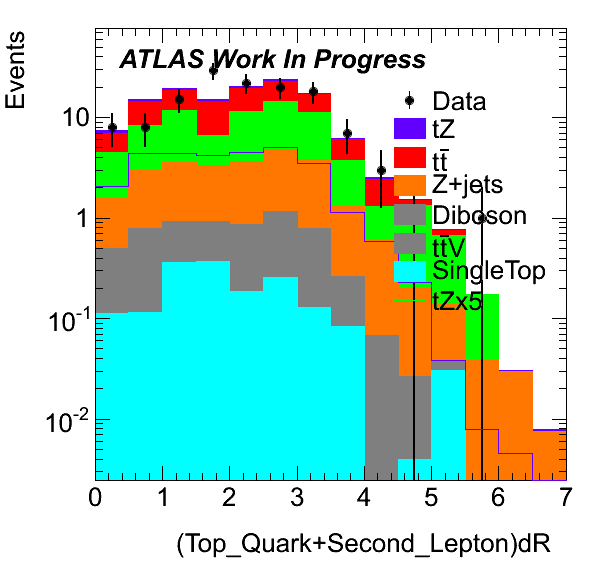 Events
ATLAS Work In Progress
Data
tZ
tt̄
Z+jets
Diboson
tt̄V
SingleTop
tZx5
10
1
10⁻¹
10⁻²
0 1 2 3 4 5 6 7
(Top_Quark+Second_Lepton)dR